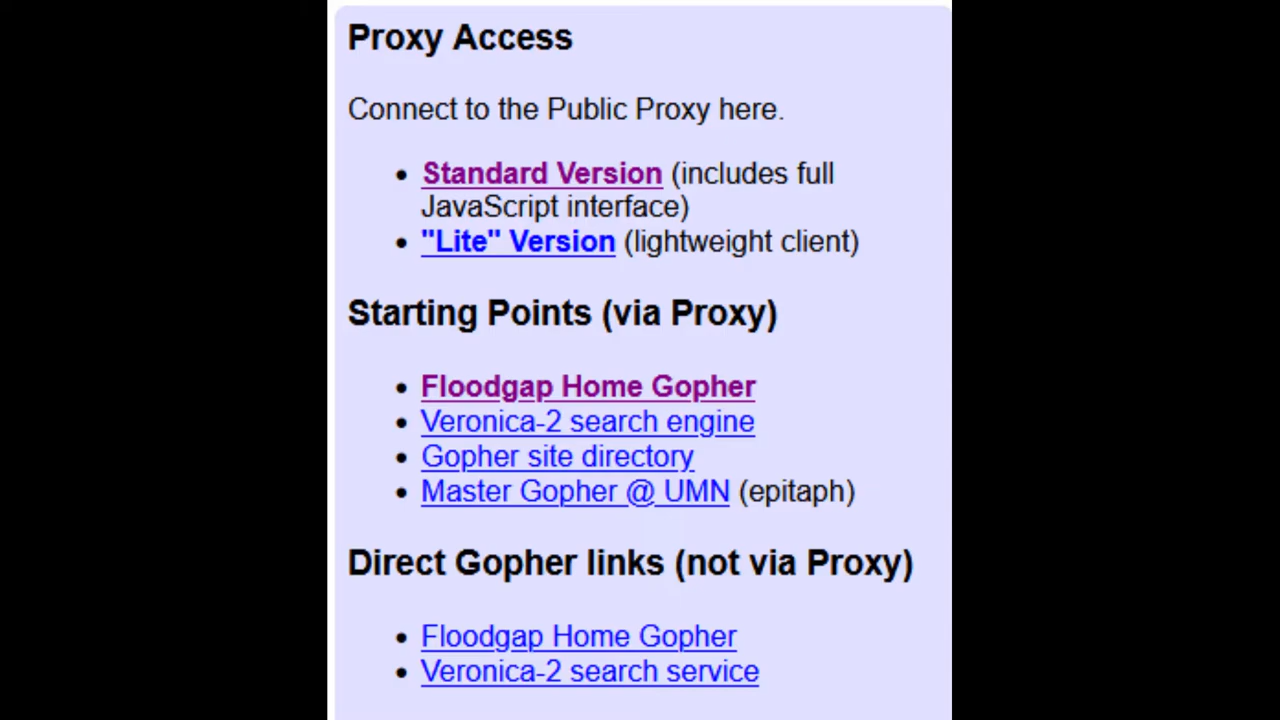 Proxy Access
Connect to the Public Proxy here.
Standard Version (includes full
JavaScript interface)
"Lite" Version (lightweight client)
Starting Points (via Proxy)
Floodgap Home Gopher
Veronica-2 search engine
Gopher site directory
Master Gopher @ UMN (epitaph)
Direct Gopher links (not via Proxy)
Floodgap Home Gopher
Veronica-2 search service